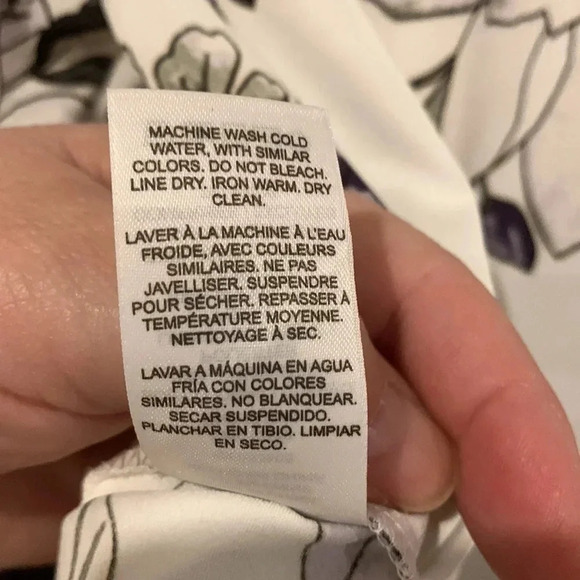 MACHINE WASH COLD
WATER, WITH SIMILAR
COLORS. DO NOT BLEACH.
LINE DRY. IRON WARM. DRY
CLEAN.
LAVER À LA MACHINE À L'EAU
FROIDE, AVEC COULEURS
SIMILAIRES. NE PAS
JAVELLISER. SUSPENDRE
POUR SÉCHER. REPASSER À
TEMPÉRATURE MOYENNE.
NETTOYAGE À SEC.
LAVAR A MÁQUINA EN AGUA
FRÍA CON COLORES
SIMILARES. NO BLANQUEAR.
SECAR SUSPENDIDO.
PLANCHAR EN TIBIO. LIMPIAR
EN SECO.